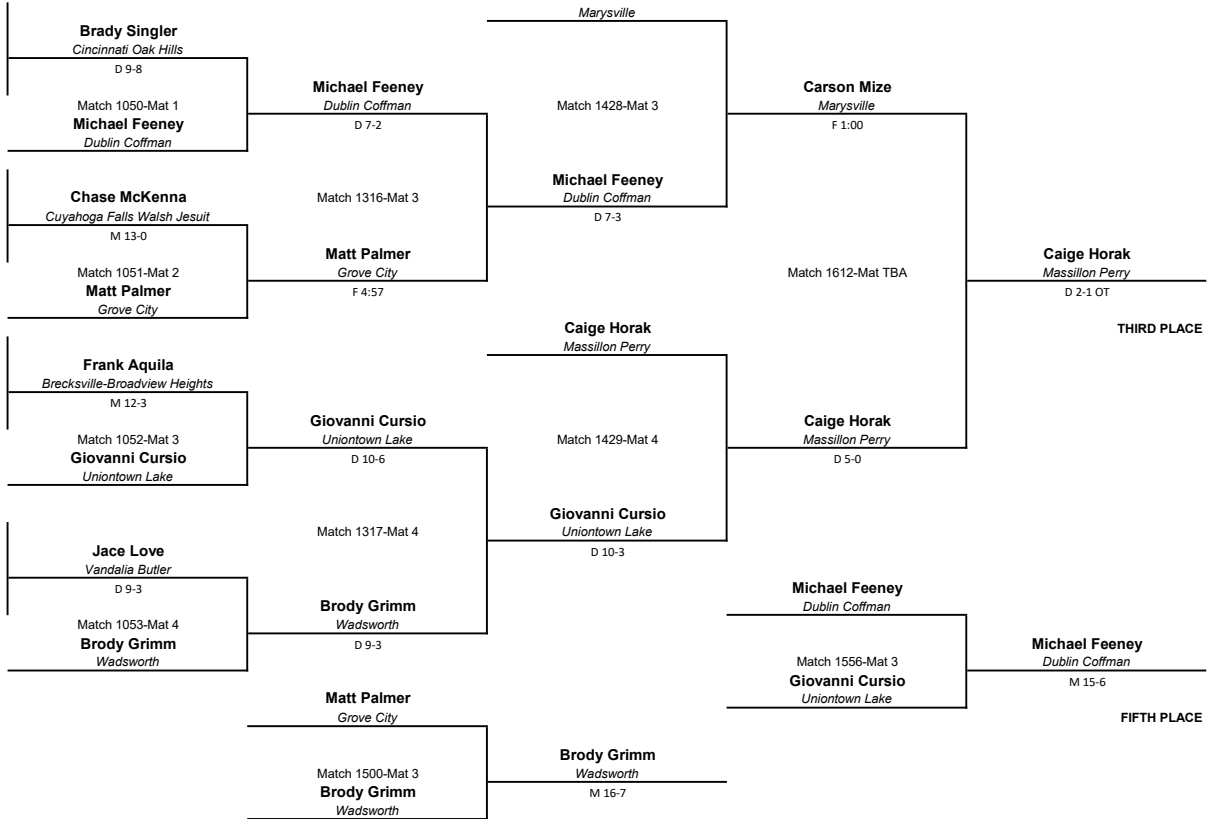 Marysville
Brady Singler
Cincinnati Oak Hills
D 9-8
Match 1050-Mat 1
Michael Feeney
Dublin Coffman
Michael Feeney
Dublin Coffman
D 7-2
Match 1428-Mat 3
Carson Mize
Marysville
F 1:00
Chase McKenna
Cuyahoga Falls Walsh Jesuit
M 13-0
Match 1051-Mat 2
Matt Palmer
Grove City
Match 1316-Mat 3
Michael Feeney
Dublin Coffman
D 7-3
Matt Palmer
Grove City
F 4:57
Match 1612-Mat TBA
Caige Horak
Massillon Perry
D 2-1 OT
THIRD PLACE
Frank Aquila
Brecksville-Broadview Heights
M 12-3
Match 1052-Mat 3
Giovanni Cursio
Uniontown Lake
Giovanni Cursio
Uniontown Lake
D 10-6
Caige Horak
Massillon Perry
Match 1429-Mat 4
Caige Horak
Massillon Perry
D 5-0
Jace Love
Vandalia Butler
D 9-3
Match 1053-Mat 4
Brody Grimm
Wadsworth
Match 1317-Mat 4
Giovanni Cursio
Uniontown Lake
D 10-3
Brody Grimm
Wadsworth
D 9-3
Michael Feeney
Dublin Coffman
Match 1556-Mat 3
Giovanni Cursio
Uniontown Lake
Michael Feeney
Dublin Coffman
M 15-6
FIFTH PLACE
Matt Palmer
Grove City
Match 1500-Mat 3
Brody Grimm
Wadsworth
Brody Grimm
Wadsworth
M 16-7